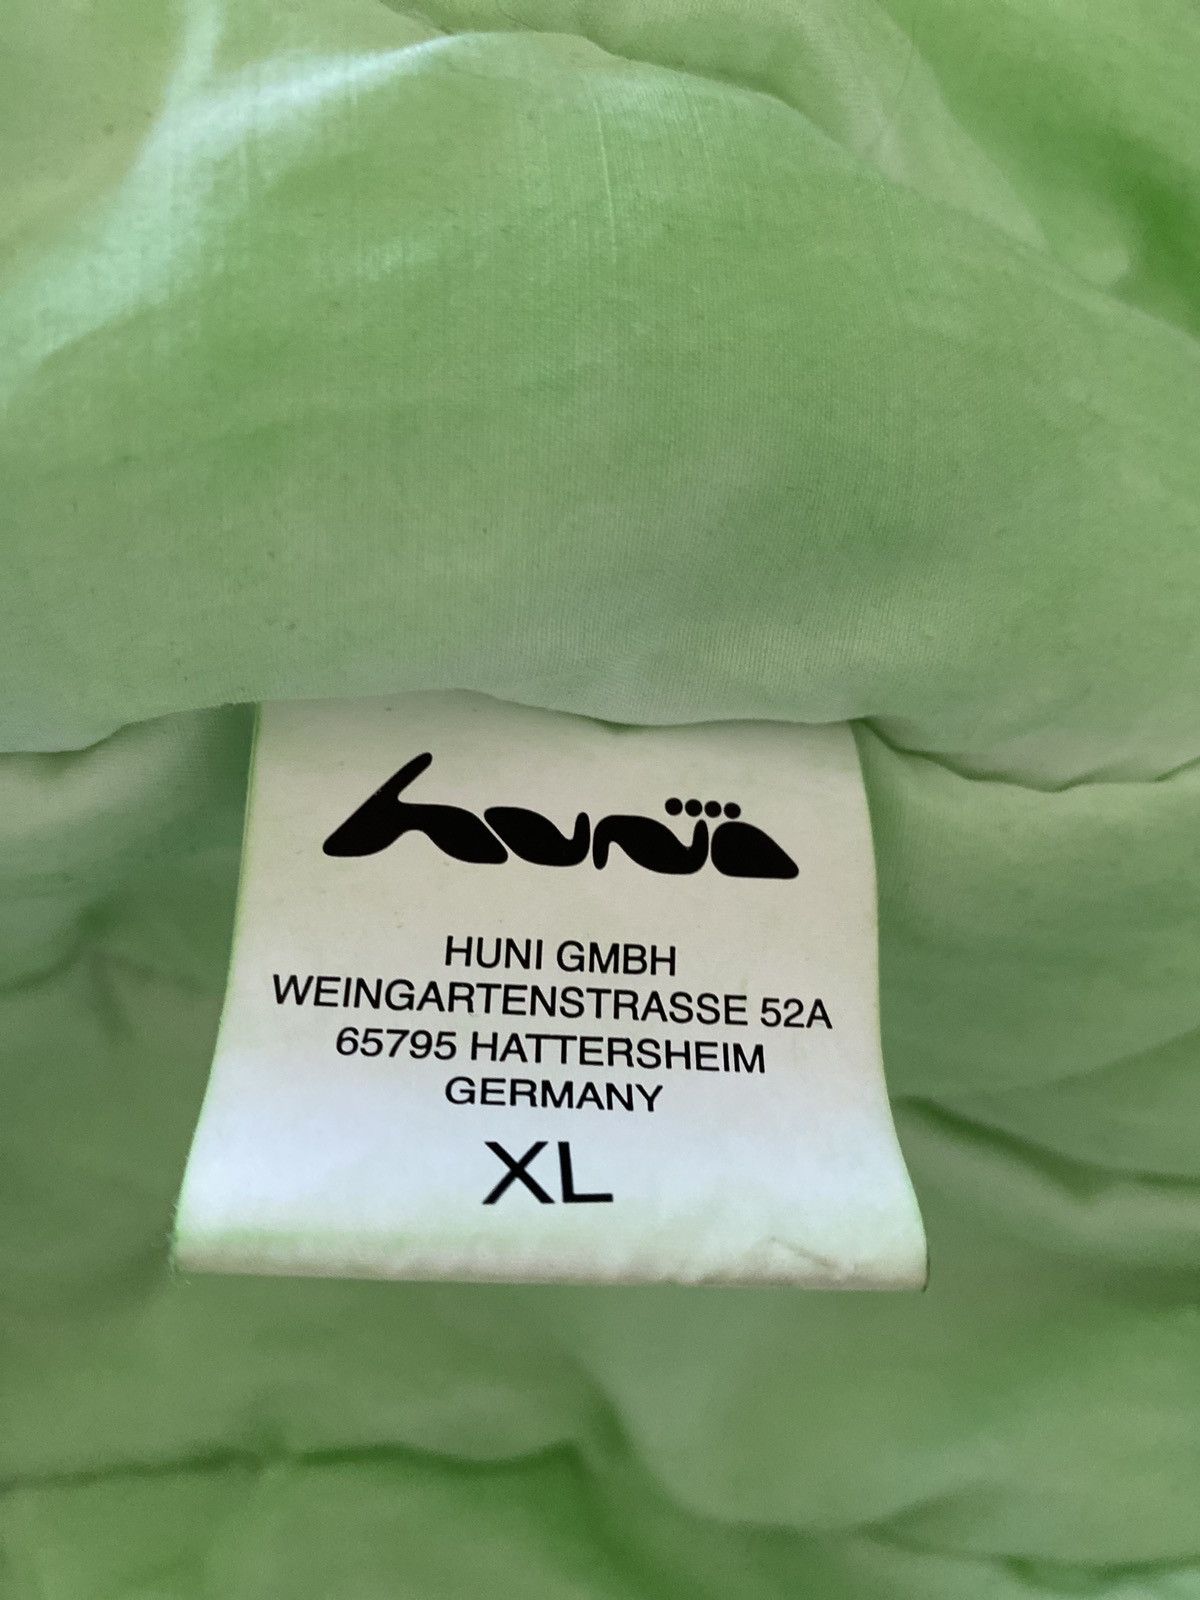 huni
HUNI GMBH
WEINGARTENSTRASSE 52A
65795 HATTERSHEIM
GERMANY
XL